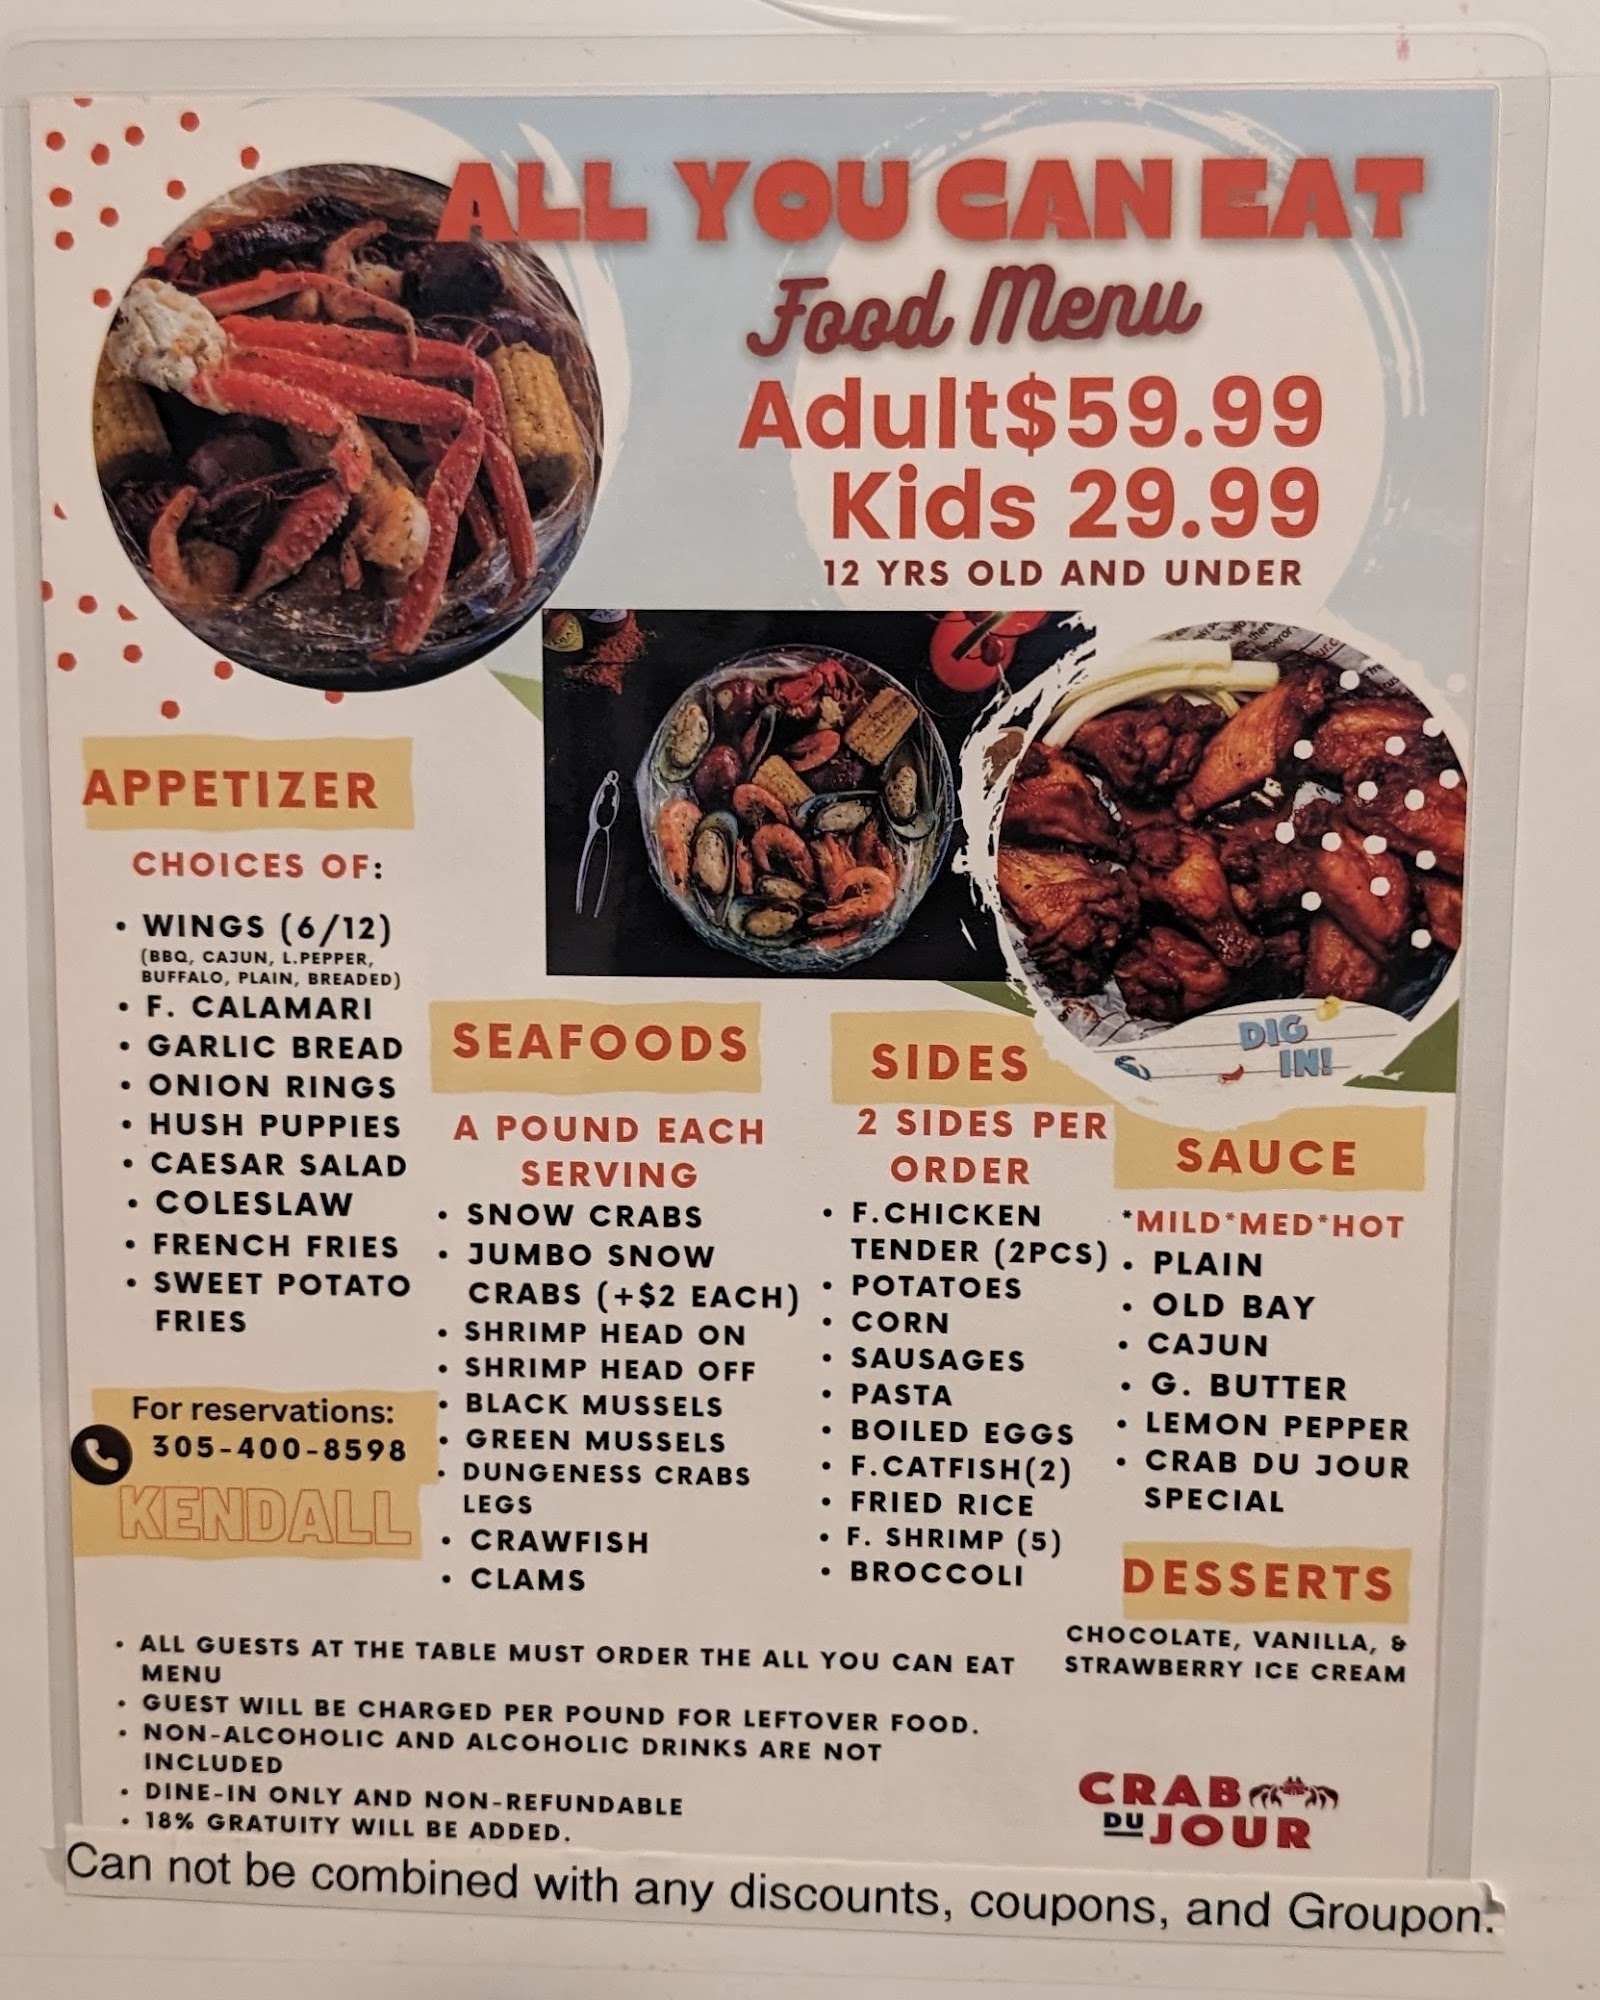 ALL YOU CAN EAT
Food Menu
Adult$59.99
Kids 29.99
12 YRS OLD AND UNDER
APPETIZER
CHOICES OF:
• WINGS (6/12)
(BBQ, CAJUN, L.PEPPER,
BUFFALO, PLAIN, BREADED)
• F. CALAMARI
• GARLIC BREAD
• ONION RINGS
• HUSH PUPPIES
• CAESAR SALAD
• COLESLAW
• FRENCH FRIES
• SWEET POTATO
FRIES
For reservations:
305-400-8598
KENDALL
SEAFOODS
A POUND EACH
SERVING
• SNOW CRABS
• JUMBO SNOW
CRABS (+$2 EACH)
• SHRIMP HEAD ON
• SHRIMP HEAD OFF
• BLACK MUSSELS
• GREEN MUSSELS
• DUNGENESS CRABS
LEGS
• CRAWFISH
• CLAMS
SIDES
2 SIDES PER
ORDER
• F.CHICKEN
TENDER (2PCS)
• POTATOES
• CORN
• SAUSAGES
• PASTA
• BOILED EGGS
• F.CATFISH(2)
• FRIED RICE
• F. SHRIMP (5)
• BROCCOLI
DIG
IN!
SAUCE
*MILD*MED*HOT
• PLAIN
• OLD BAY
• CAJUN
• G. BUTTER
• LEMON PEPPER
• CRAB DU JOUR
SPECIAL
DESSERTS
CHOCOLATE, VANILLA, &
STRAWBERRY ICE CREAM
• ALL GUESTS AT THE TABLE MUST ORDER THE ALL YOU CAN EAT
MENU
• GUEST WILL BE CHARGED PER POUND FOR LEFTOVER FOOD.
• NON-ALCOHOLIC AND ALCOHOLIC DRINKS ARE NOT
INCLUDED
• DINE-IN ONLY AND NON-REFUNDABLE
• 18% GRATUITY WILL BE ADDED.
CRAB
DU JOUR
Can not be combined with any discounts, coupons, and Groupon.